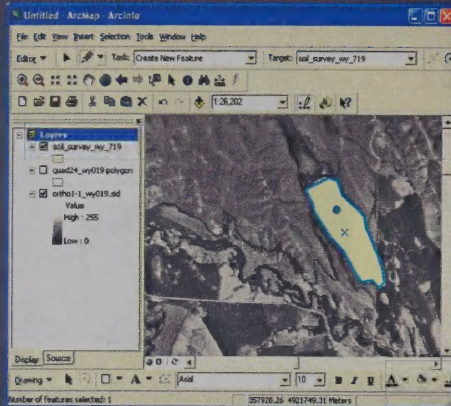 Untitled - ArcMap - ArcInfo
File Edit View Insert Selection Tools Window Help
Editor Task: Create New Feature Target: soil_survey_wy_719
1:26,202
Layers
soil_survey_wy_719
quad24_wy019 polygon
ortho1-1_wy019.sid
Value
High : 255
Low : 0
Display Source
Drawing A Arial 10 B I U A
Number of features selected: 1 357928.26 4921749.31 Meters